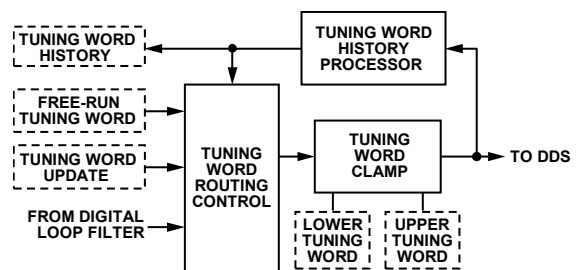 TUNING WORD
HISTORY
TUNING WORD
HISTORY
PROCESSOR
FREE-RUN
TUNING WORD
TUNING WORD
UPDATE
FROM DIGITAL
LOOP FILTER
TUNING
WORD
ROUTING
CONTROL
TUNING
WORD
CLAMP
TO DDS
LOWER
TUNING
WORD
UPPER
TUNING
WORD